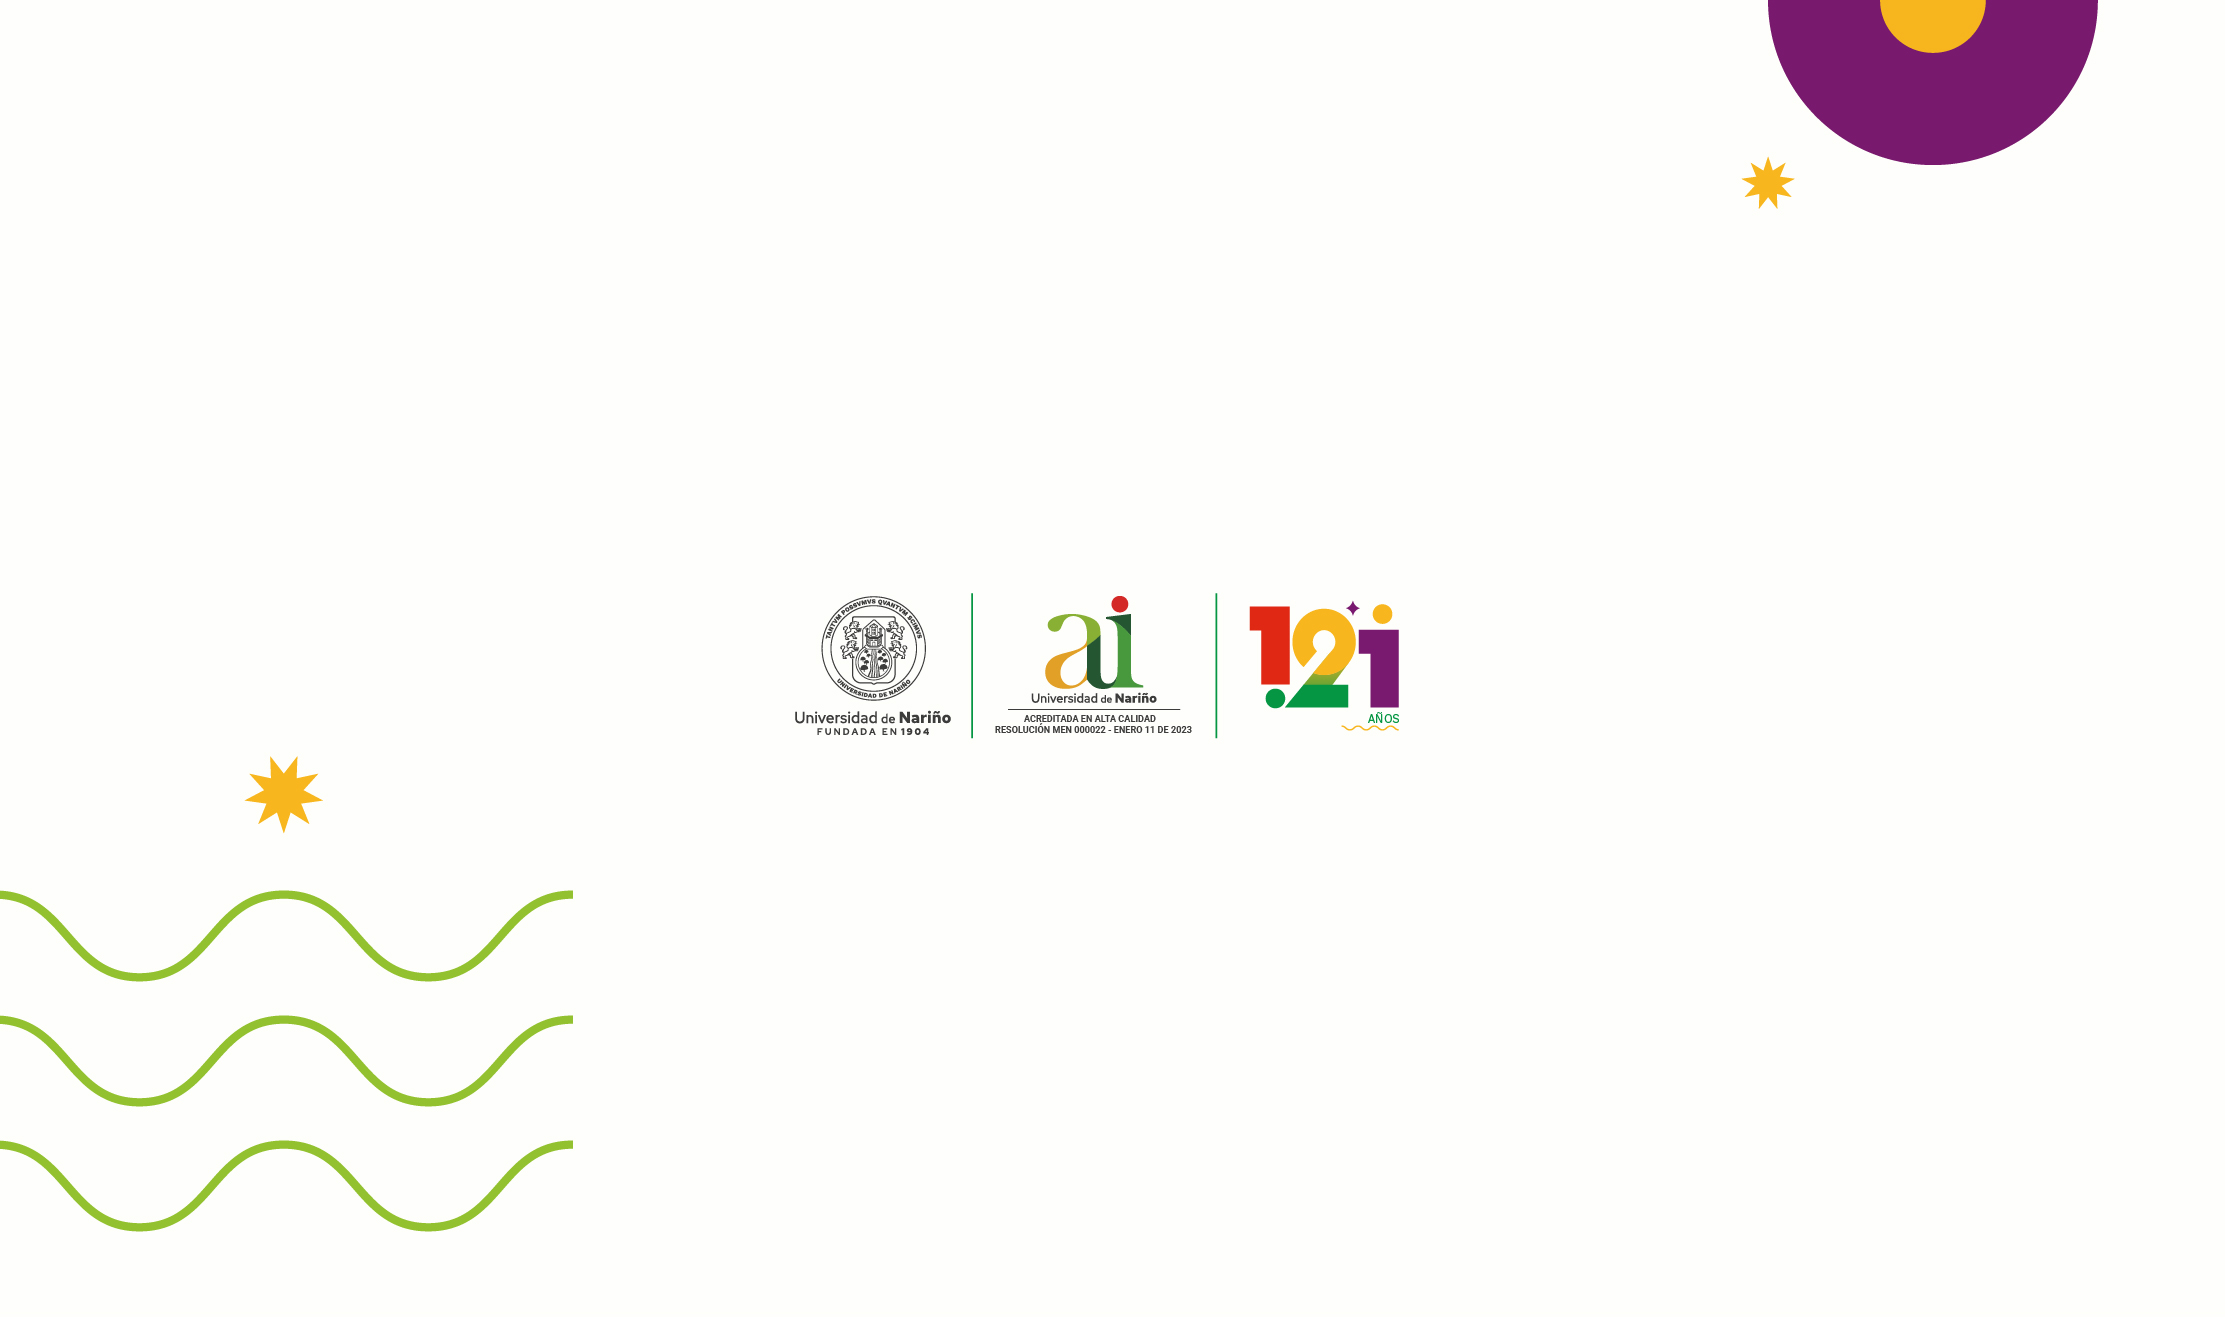 TANTVM POSSVMVS QVANTVM SCIMVS
UNIVERSIDAD DE NARIÑO
Universidad de Nariño
FUNDADA EN 1904
ai
Universidad de Nariño
ACREDITADA EN ALTA CALIDAD
RESOLUCIÓN MEN 000022 - ENERO 11 DE 2023
121
AÑOS